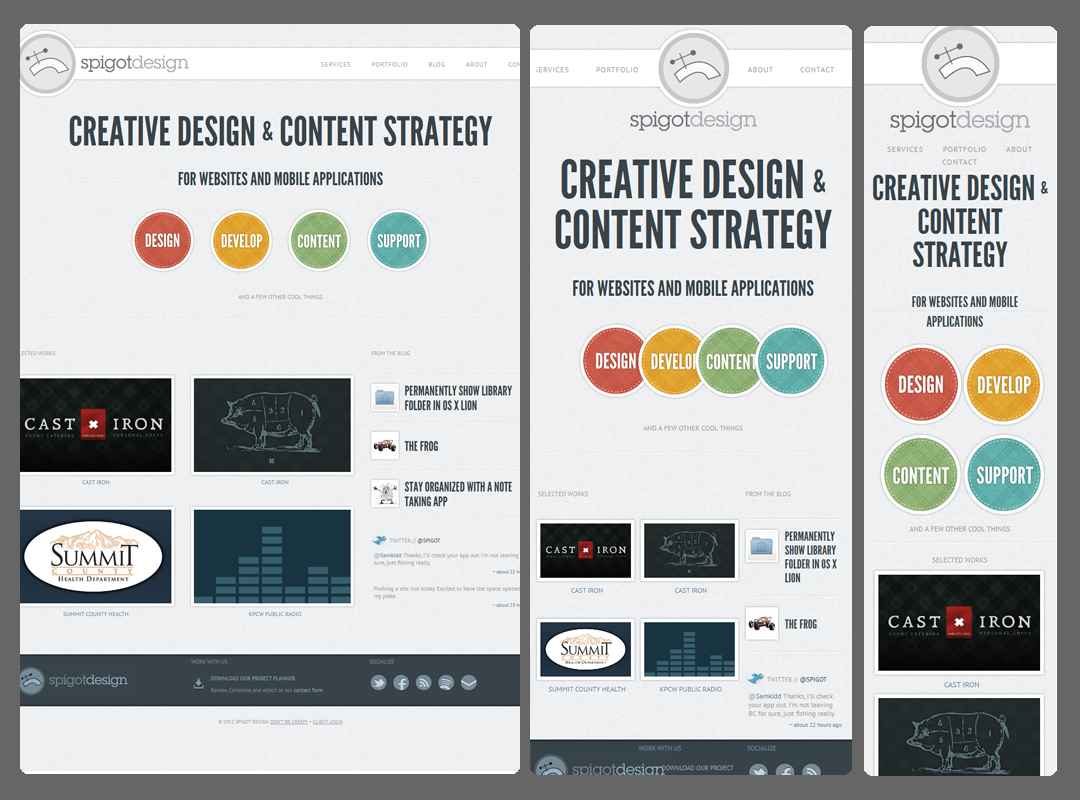 spigotdesign
SERVICES PORTFOLIO BLOG ABOUT CON
CREATIVE DESIGN & CONTENT STRATEGY
FOR WEBSITES AND MOBILE APPLICATIONS
DESIGN DEVELOP CONTENT SUPPORT
AND A FEW OTHER COOL THINGS
ECTED WORKS
FROM THE BLOG
CAST IRON
EVENT CATERING PERSONAL CHEFS
CAST IRON
CAST IRON
PERMANENTLY SHOW LIBRARY
FOLDER IN OS X LION
THE FROG
STAY ORGANIZED WITH A NOTE
TAKING APP
SUMMIT
COUNTY
HEALTH DEPARTMENT
SUMMIT COUNTY HEALTH
KPCW PUBLIC RADIO
TWITTER // @SPIGOT
@Samkidd Thanks, I'll check your app out. I'm not leaving
sure, just fishing really.
~ about 22 h
Pushing a site live today. Excited to have the space opened
my plate.
~ about 15 h
spigotdesign
WORK WITH US
DOWNLOAD OUR PROJECT PLANNER.
Review, Complete, and attach to our contact form
SOCIALIZE
© 2012 SPIGOT DESIGN. DON'T BE CREEPY • CLIENT LOGIN
SERVICES PORTFOLIO ABOUT CONTACT
spigotdesign
CREATIVE DESIGN &
CONTENT STRATEGY
FOR WEBSITES AND MOBILE APPLICATIONS
DESIGN DEVELOP CONTENT SUPPORT
AND A FEW OTHER COOL THINGS
SELECTED WORKS
FROM THE BLOG
CAST IRON
CAST IRON
CAST IRON
PERMANENTLY
SHOW LIBRARY
FOLDER IN OS X
LION
THE FROG
SUMMIT
COUNTY
HEALTH DEPARTMENT
SUMMIT COUNTY HEALTH
KPCW PUBLIC RADIO
TWITTER // @SPIGOT
@Samkidd Thanks, I'll check
your app out. I'm not leaving
BC for sure, just fishing really.
~ about 22 hours ago
spigotdesign
WORK WITH US
DOWNLOAD OUR PROJECT
SOCIALIZE
spigotdesign
SERVICES PORTFOLIO ABOUT
CONTACT
CREATIVE DESIGN &
CONTENT
STRATEGY
FOR WEBSITES AND MOBILE
APPLICATIONS
DESIGN DEVELOP
CONTENT SUPPORT
AND A FEW OTHER COOL THINGS
SELECTED WORKS
CAST IRON
EVENT CATERING PERSONAL CHEFS
CAST IRON